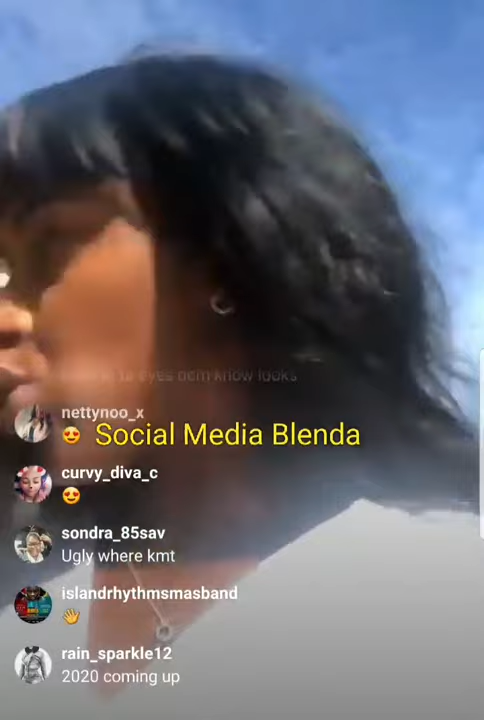 eyes dem know looks
nettynoo_x
😍 Social Media Blenda
curvy_diva_c
😍
sondra_85sav
Ugly where kmt
islandrhythmsmasband
👋
rain_sparkle12
2020 coming up